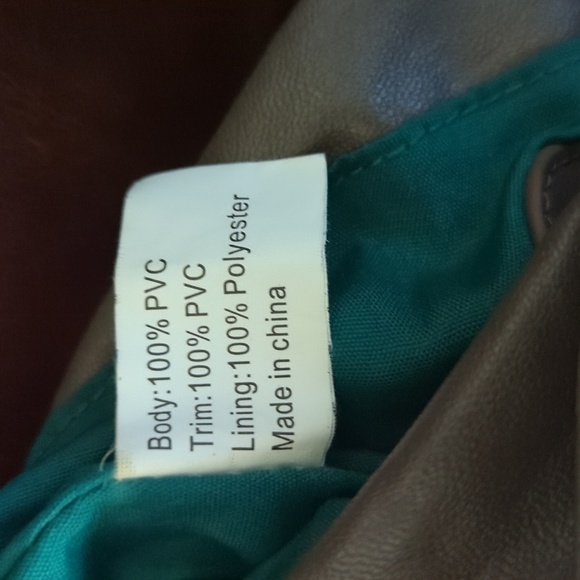 Body:100% PVC
Trim:100% PVC
Lining:100% Polyester
Made in china